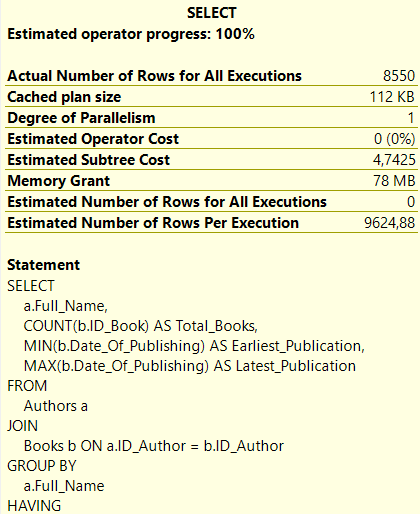 SELECT
Estimated operator progress: 100%
Actual Number of Rows for All Executions 8550
Cached plan size 112 KB
Degree of Parallelism 1
Estimated Operator Cost 0 (0%)
Estimated Subtree Cost 4,7425
Memory Grant 78 MB
Estimated Number of Rows for All Executions 0
Estimated Number of Rows Per Execution 9624,88
Statement
SELECT
a.Full_Name,
COUNT(b.ID_Book) AS Total_Books,
MIN(b.Date_Of_Publishing) AS Earliest_Publication,
MAX(b.Date_Of_Publishing) AS Latest_Publication
FROM
Authors a
JOIN
Books b ON a.ID_Author = b.ID_Author
GROUP BY
a.Full_Name
HAVING